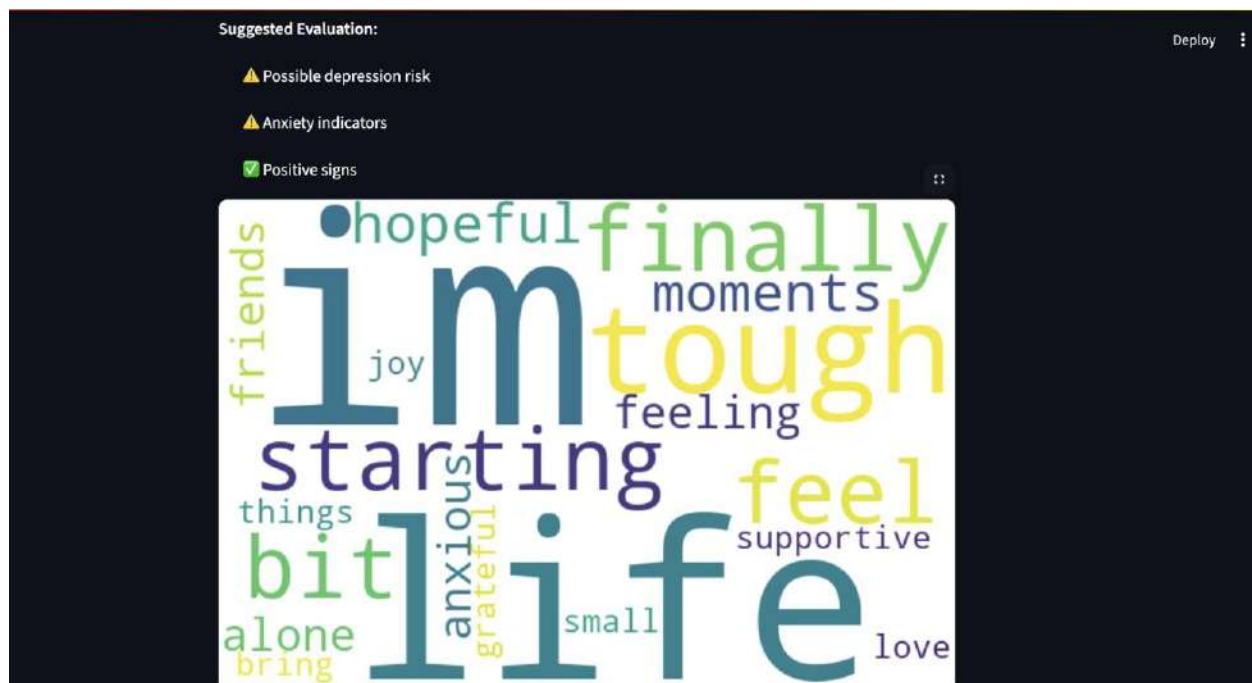 Suggested Evaluation:
Deploy
⚠️ Possible depression risk
⚠️ Anxiety indicators
✅ Positive signs
hopeful
finally
friends
im
moments
joy
tough
feeling
starting
feel
things
anxious
grateful
supportive
bit
life
small
alone
love
bring